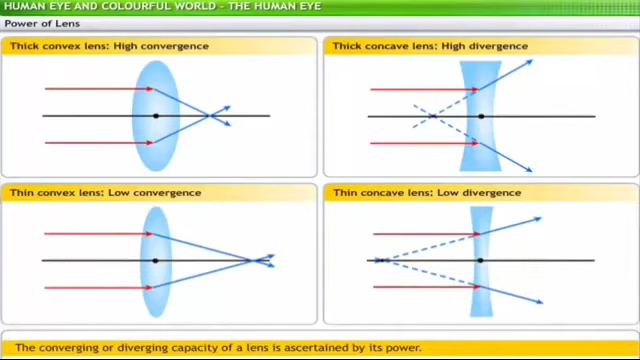 HUMAN EYE AND COLOURFUL WORLD - THE HUMAN EYE
Power of Lens
Thick convex lens: High convergence
Thick concave lens: High divergence
Thin convex lens: Low convergence
Thin concave lens: Low divergence
The converging or diverging capacity of a lens is ascertained by its power.